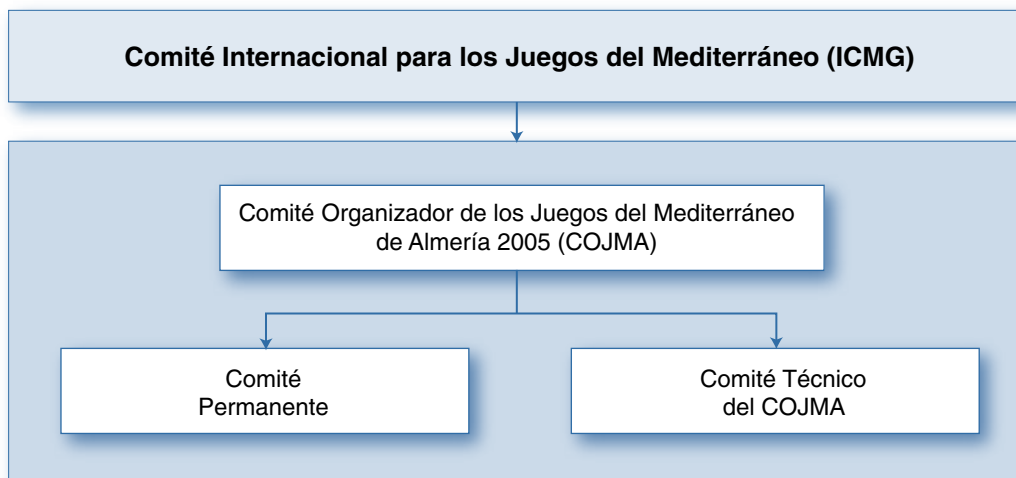 Comité Internacional para los Juegos del Mediterráneo (ICMG)
Comité Organizador de los Juegos del Mediterráneo
de Almería 2005 (COJMA)
Comité
Permanente
Comité Técnico
del COJMA